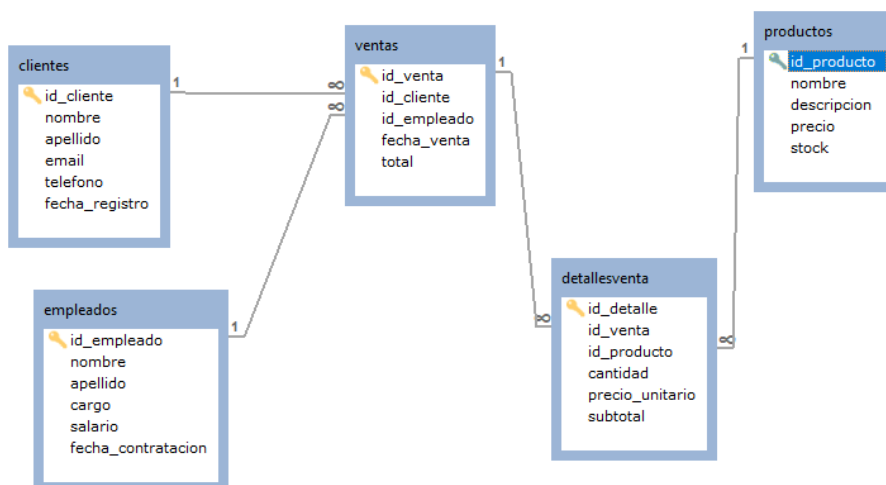 clientes
id_cliente
nombre
apellido
email
telefono
fecha_registro
1
∞
∞
ventas
id_venta
id_cliente
id_empleado
fecha_venta
total
1
productos
id_producto
nombre
descripcion
precio
stock
1
empleados
id_empleado
nombre
apellido
cargo
salario
fecha_contratacion
1
detallesventa
id_detalle
id_venta
id_producto
cantidad
precio_unitario
subtotal
∞
∞